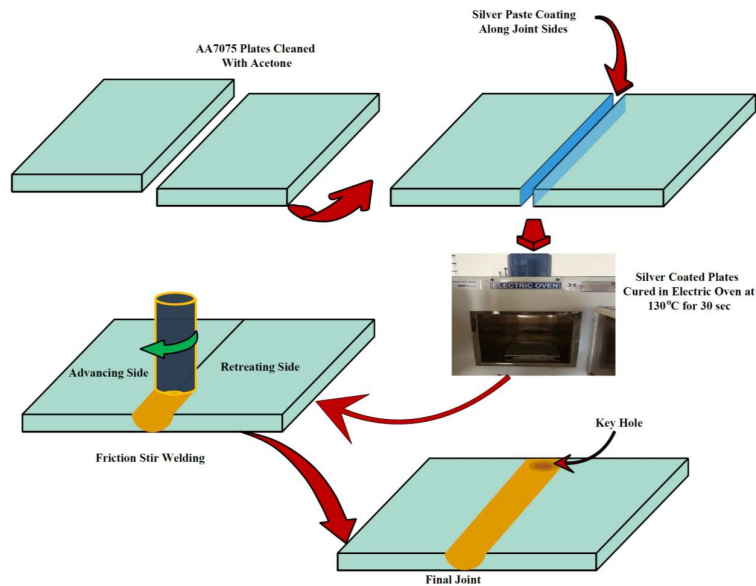 AA7075 Plates Cleaned
With Acetone
Silver Paste Coating
Along Joint Sides
ELECTRIC OVEN
Silver Coated Plates
Cured in Electric Oven at
130°C for 30 sec
Advancing Side
Retreating Side
Friction Stir Welding
Key Hole
Final Joint